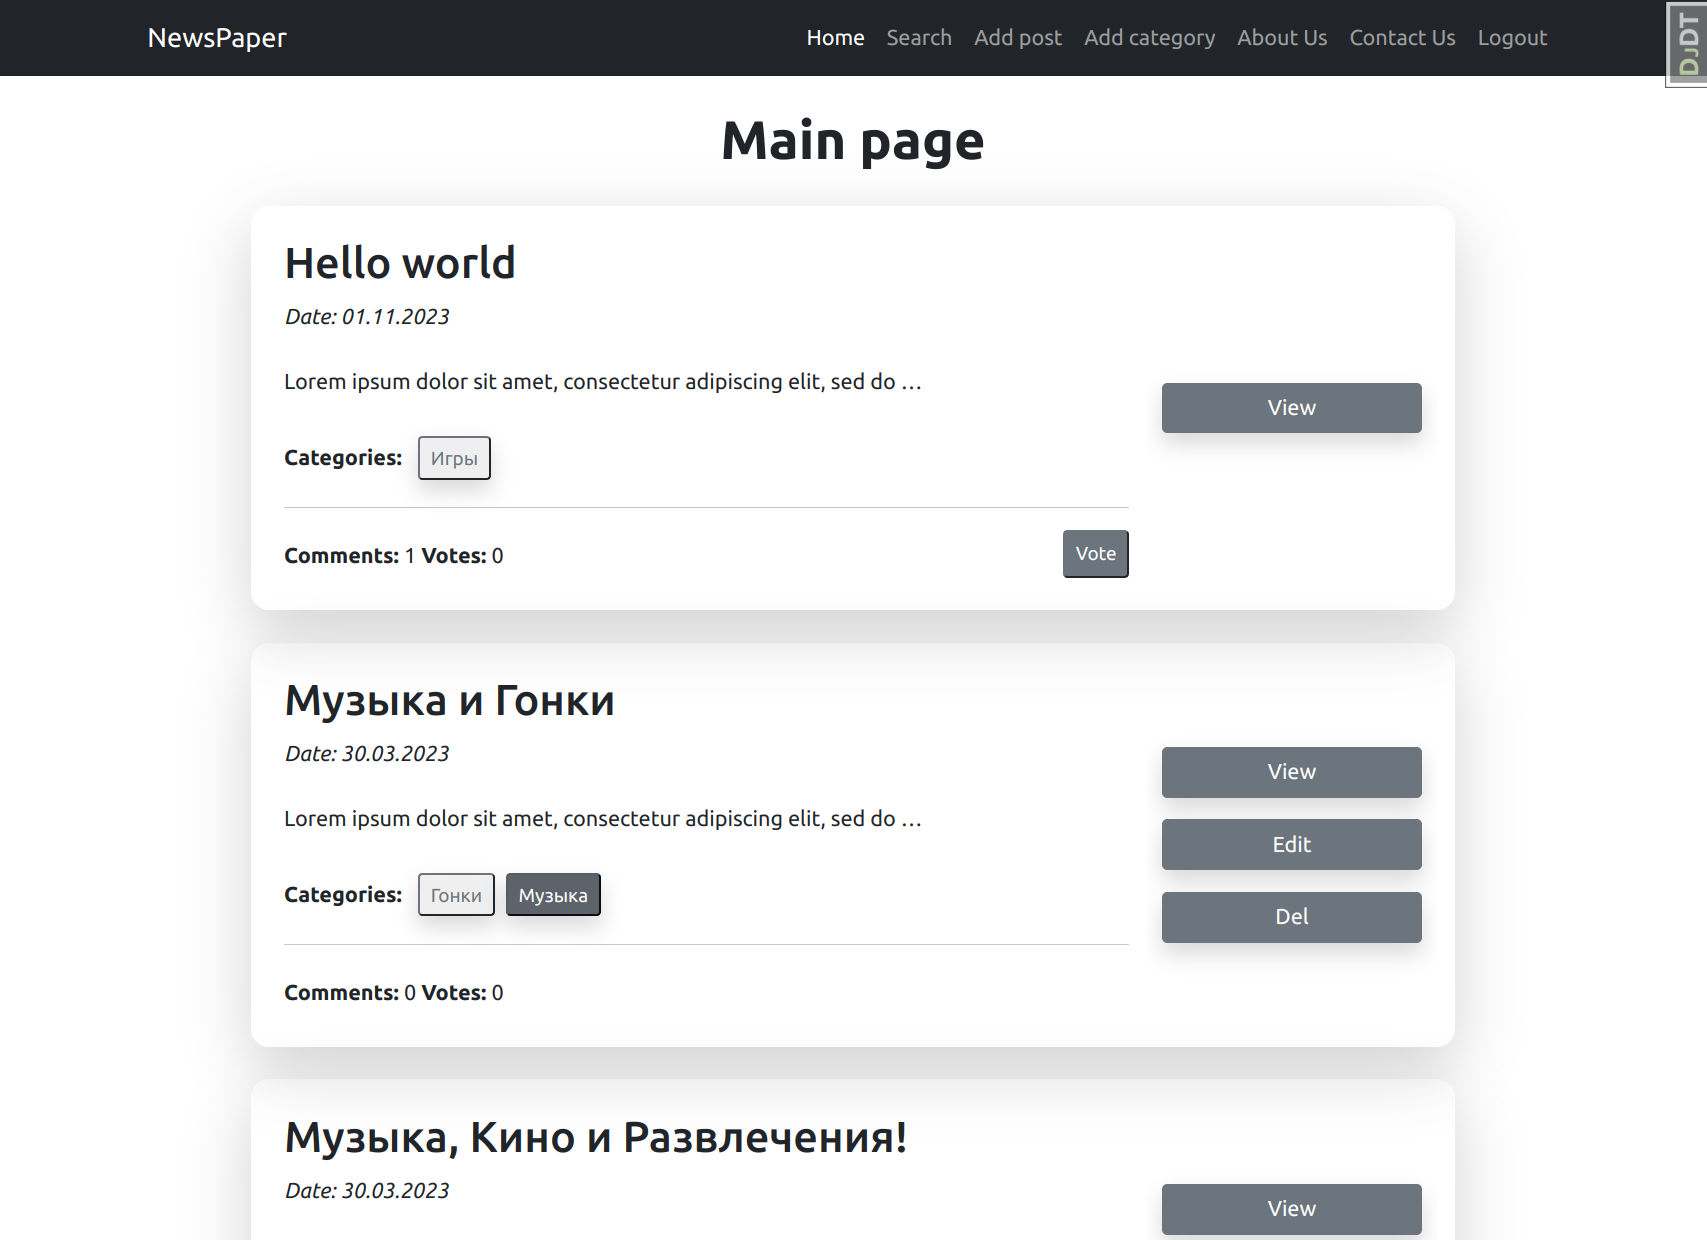 NewsPaper
Home Search Add post Add category About Us Contact Us Logout
DJDT
Main page
Hello world
Date: 01.11.2023
Lorem ipsum dolor sit amet, consectetur adipiscing elit, sed do …
View
Categories: Игры
Comments: 1 Votes: 0
Vote
Музыка и Гонки
Date: 30.03.2023
Lorem ipsum dolor sit amet, consectetur adipiscing elit, sed do …
Categories: Гонки Музыка
Comments: 0 Votes: 0
View
Edit
Del
Музыка, Кино и Развлечения!
Date: 30.03.2023
View